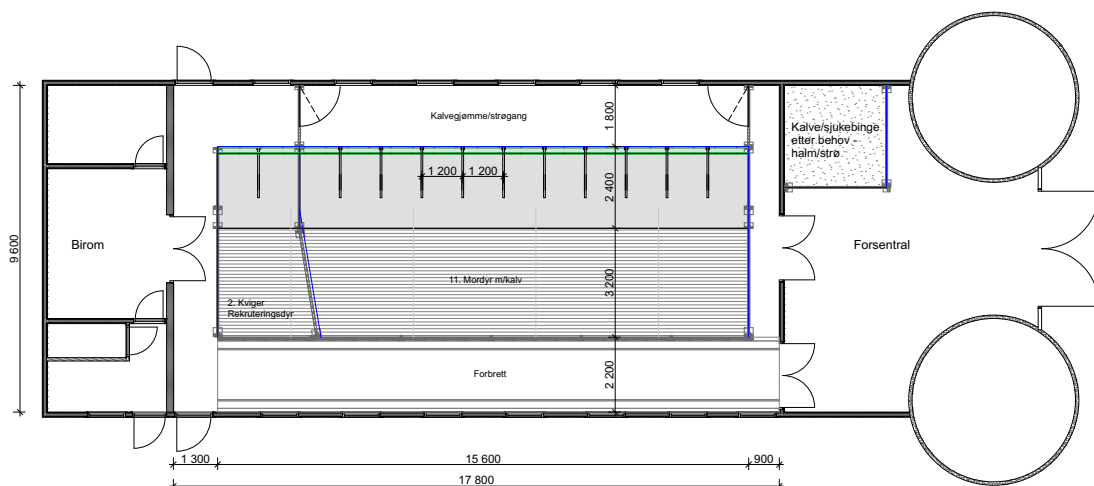 Kalvegjømme/strøgang
1 800
Kalve/sjukebinge
etter behov -
halm/strø
1 200
1 200
2 400
9 600
Birom
Forsentral
11. Mordyr m/kalv
3 200
2. Kviger
Rekruteringsdyr
Forbrett
2 200
1 300
15 600
900
17 800